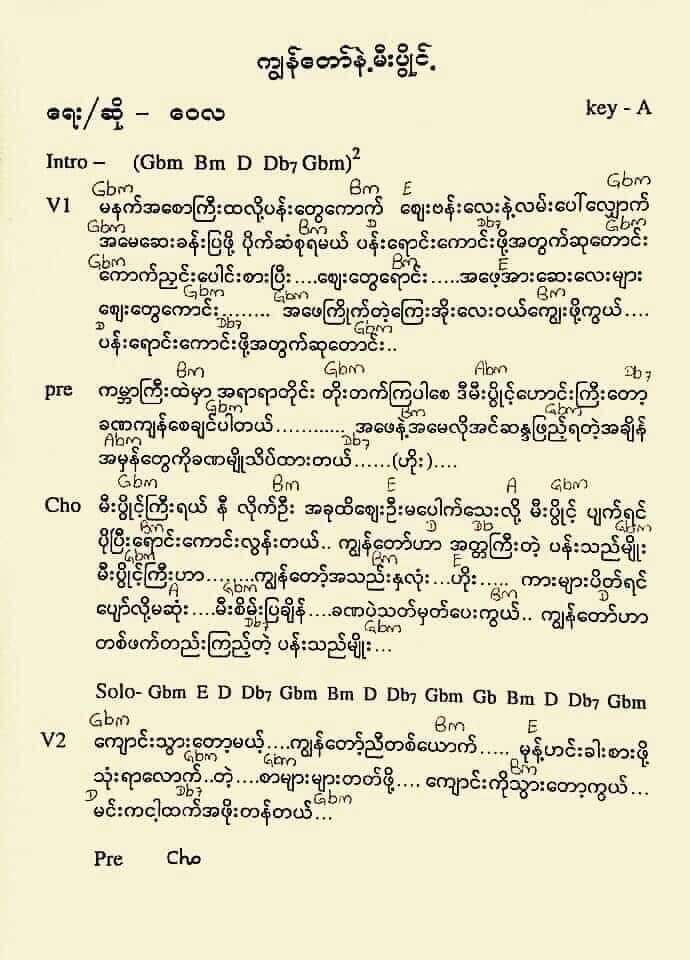 ကျွန်တော်နဲ့မီးပွိုင့်
ရေး/ဆို – ဝေလ
key - A
Intro – (Gbm Bm D Db7 Gbm)2
Gbm Bm E Gbm
V1 မနက်အစောကြီးထလို့ပန်းတွေကောက် ဈေးဗန်းလေးနဲ့လမ်းပေါ်လျှောက်
Gbm Bm D Db7 Gbm
အမေဆေးခန်းပြဖို့ ပိုက်ဆံစုရမယ် ပန်းရောင်းကောင်းဖို့အတွက်ဆုတောင်း
Gbm Bm E
ကောက်ညှင်းပေါင်းစားပြီး....ဈေးတွေရောင်း.....အဖေ့အားဆေးလေးများ
Gbm Gbm Bm
ဈေးတွေကောင်း......... အဖေကြိုက်တဲ့ကြေးအိုးလေးဝယ်ကျွေးဖို့ကွယ်....
D Db7 Gbm
ပန်းရောင်းကောင်းဖို့အတွက်ဆုတောင်း..
Bm Gbm Abm Db7
pre ကမ္ဘာကြီးထဲမှာ အရာရာတိုင်း တိုးတက်ကြပါစေ ဒီမီးပွိုင့်ဟောင်းကြီးတော့
Gbm Bm Gbm
ခဏကျန်စေချင်ပါတယ်............ အဖေနဲ့အမေလိုအင်ဆန္ဒဖြည့်ရတဲ့အချိန်
Abm Db7
အမှန်တွေကိုခဏမျိုသိပ်ထားတယ်......(ဟိုး)....
Gbm Bm E A Gbm
Cho မီးပွိုင့်ကြီးရယ် နီ လိုက်ဦး အခုထိဈေးဦးမပေါက်သေးလို့ မီးပွိုင့် ပျက်ရင်
Bm D Db Gbm
ပိုပြီးရောင်းကောင်းလွန်းတယ်.. ကျွန်တော်ဟာ အတ္တကြီးတဲ့ ပန်းသည်မျိုး
Gbm Bm E
မီးပွိုင့်ကြီးဟာ........ကျွန်တော့်အသည်းနှလုံး...ဟိုး..... ကားများပိတ်ရင်
A Gbm Bm D
ပျော်လို့မဆုံး....မီးစိမ်းပြချိန်....ခဏပဲသတ်မှတ်ပေးကွယ်.. ကျွန်တော်ဟာ
Db7 Gbm
တစ်ဖက်တည်းကြည့်တဲ့ ပန်းသည်မျိုး...
Solo- Gbm E D Db7 Gbm Bm D Db7 Gbm Gb Bm D Db7 Gbm
Gbm Bm E
V2 ကျောင်းသွားတော့မယ့်....ကျွန်တော့်ညီတစ်ယောက်..... မုန့်ဟင်းခါးစားဖို့
Gbm Gbm Bm
သုံးရာလောက်..တဲ့....စာများများတတ်ဖို့.... ကျောင်းကိုသွားတော့ကွယ်...
D Db7 Gbm
မင်းကငါ့ထက်အဖိုးတန်တယ်...
Pre Cho